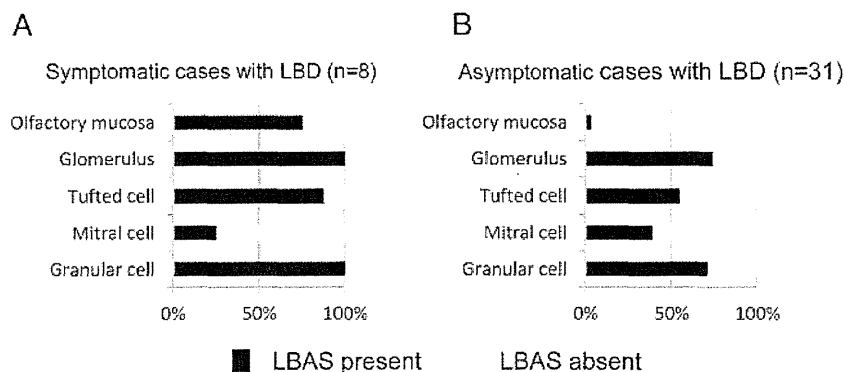 A
Symptomatic cases with LBD (n=8)
Olfactory mucosa
Glomerulus
Tufted cell
Mitral cell
Granular cell
0% 50% 100%
B
Asymptomatic cases with LBD (n=31)
Olfactory mucosa
Glomerulus
Tufted cell
Mitral cell
Granular cell
0% 50% 100%
LBAS present LBAS absent